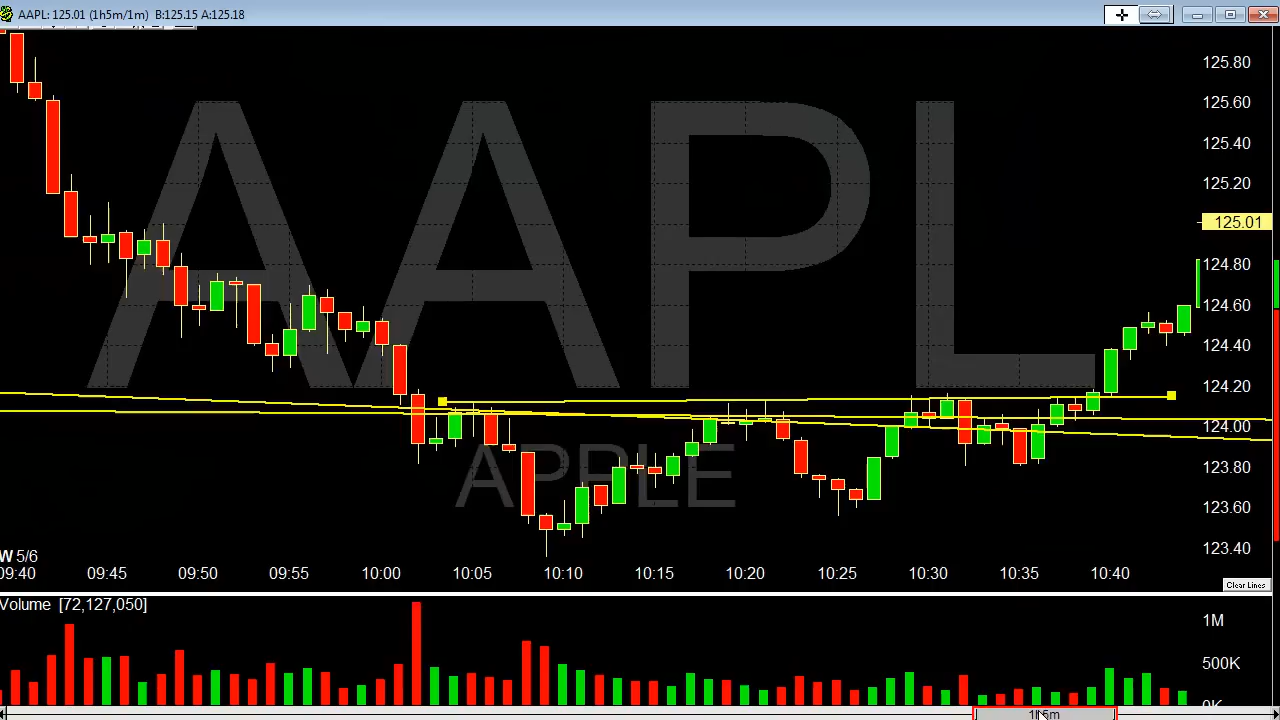 AAPL: 125.01 (1h5m/1m) B:125.15 A:125.18
AAPL
APPLE
125.80
125.60
125.40
125.20
125.01
124.80
124.60
124.40
124.20
124.00
123.80
123.60
123.40
W 5/6
09:40 09:45 09:50 09:55 10:00 10:05 10:10 10:15 10:20 10:25 10:30 10:35 10:40
Clear Lines
Volume [72,127,050]
1M
500K
0K